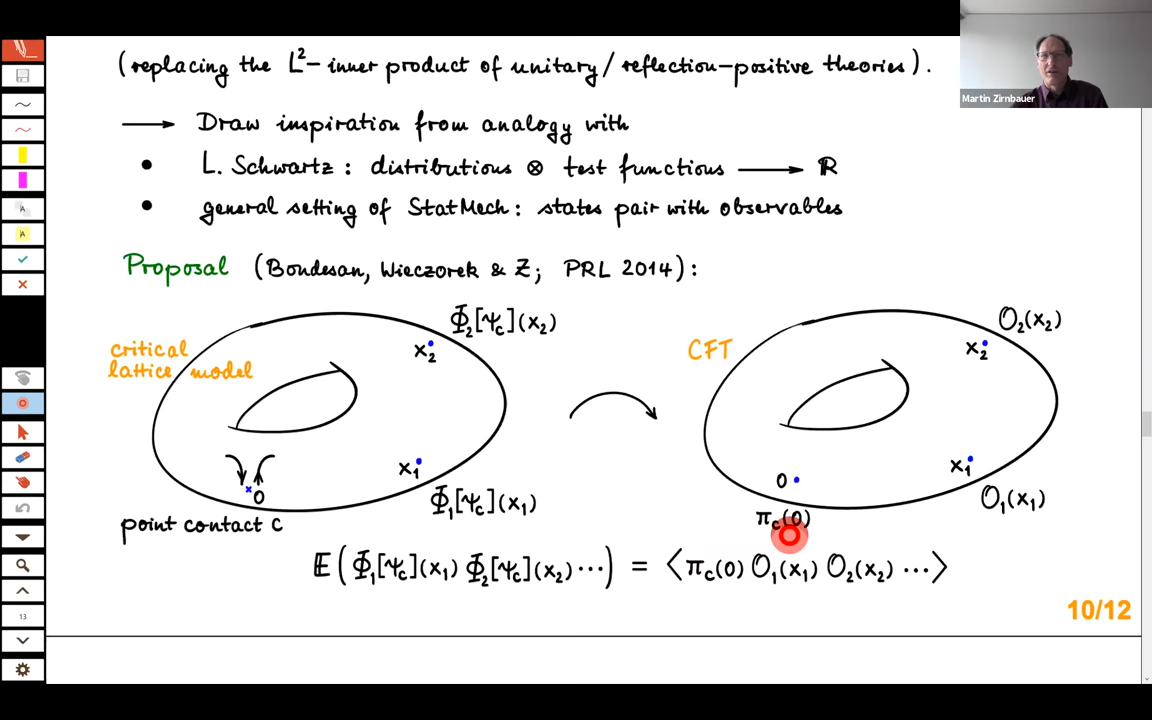 (replacing the L²-inner product of unitary/reflection-positive theories).
Martin Zirnbauer
⟶ Draw inspiration from analogy with
• L. Schwartz: distributions ⊗ test functions ⟶ ℝ
• general setting of StatMech: states pair with observables
Proposal (Bondesan, Wieczorek & Z; PRL 2014):
Φ₂[Ψ_c](x₂)
x₂
critical
lattice model
x₁
0
Φ₁[Ψ_c](x₁)
point contact c
O₂(x₂)
CFT
x₂
x₁
0
O₁(x₁)
π_c(0)
𝔼(Φ₁[Ψ_c](x₁) Φ₂[Ψ_c](x₂)⋯) = ⟨π_c(0) O₁(x₁) O₂(x₂) ⋯⟩
10/12
A
A
13